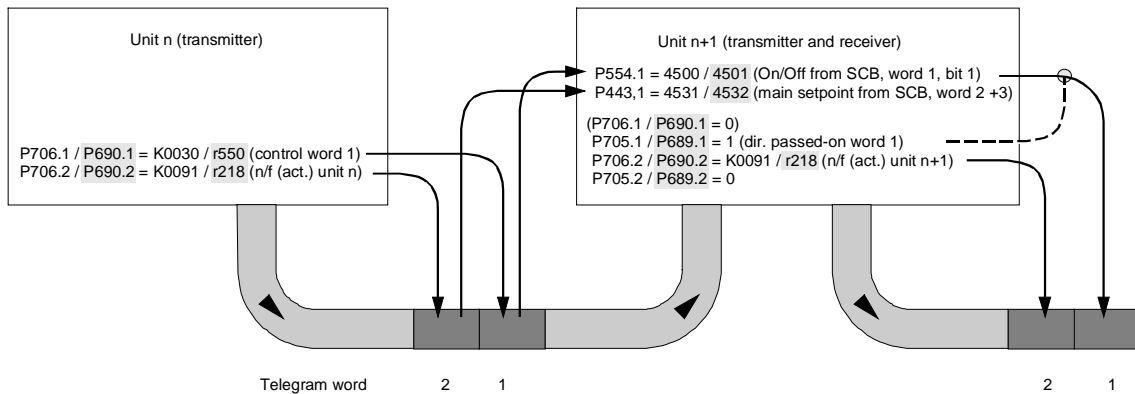 Unit n (transmitter)
P706.1 / P690.1 = K0030 / r550 (control word 1)
P706.2 / P690.2 = K0091 / r218 (n/f (act.) unit n)
Unit n+1 (transmitter and receiver)
P554.1 = 4500 / 4501 (On/Off from SCB, word 1, bit 1)
P443,1 = 4531 / 4532 (main setpoint from SCB, word 2 +3)
(P706.1 / P690.1 = 0)
P705.1 / P689.1 = 1 (dir. passed-on word 1)
P706.2 / P690.2 = K0091 / r218 (n/f (act.) unit n+1)
P705.2 / P689.2 = 0
Telegram word 2 1 2 1